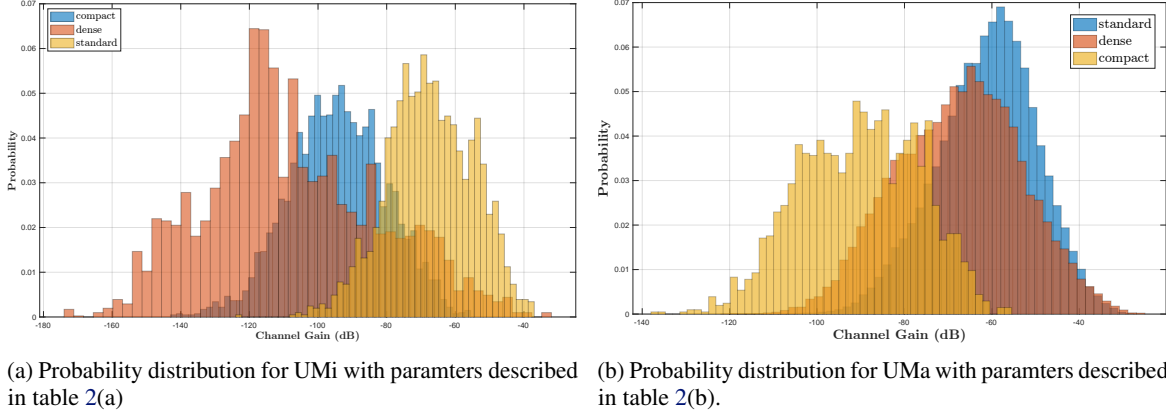 0.07
0.06
0.05
0.04
0.03
0.02
0.01
0
Probability
compact
dense
standard
-180
-160
-140
-120
-100
-80
-60
-40
Channel Gain (dB)
(a) Probability distribution for UMi with paramters described
in table 2(a)
0.07
0.06
0.05
0.04
0.03
0.02
0.01
0
Probability
standard
dense
compact
-140
-120
-100
-80
-60
-40
Channel Gain (dB)
(b) Probability distribution for UMa with paramters described
in table 2(b).